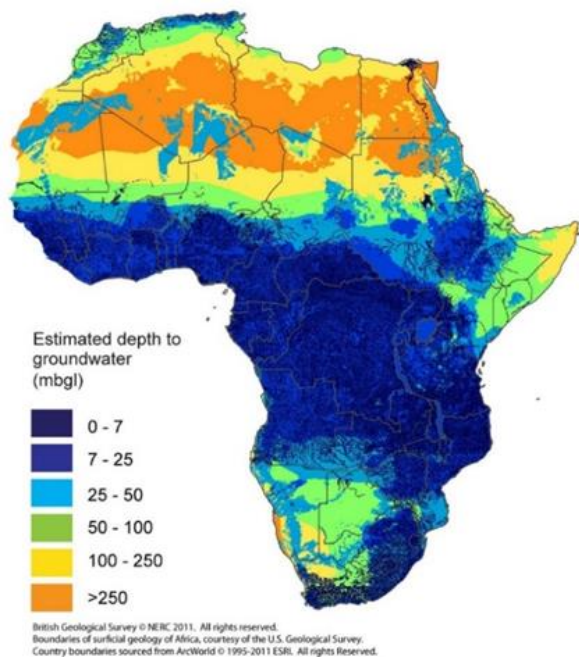 Estimated depth to
groundwater
(mbgl)
0 - 7
7 - 25
25 - 50
50 - 100
100 - 250
>250
British Geological Survey © NERC 2011. All rights reserved.
Boundaries of surficial geology of Africa, courtesy of the U.S. Geological Survey.
Country boundaries sourced from ArcWorld © 1995-2011 ESRI. All rights Reserved.